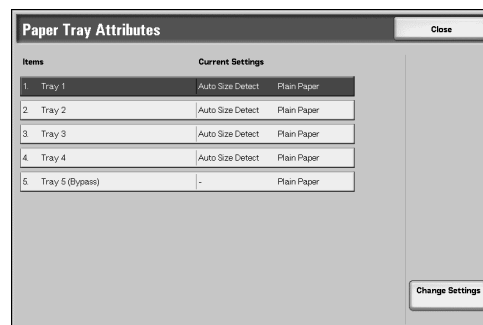 Paper Tray Attributes Close
Items Current Settings
1. Tray 1 Auto Size Detect Plain Paper
2. Tray 2 Auto Size Detect Plain Paper
3. Tray 3 Auto Size Detect Plain Paper
4. Tray 4 Auto Size Detect Plain Paper
5. Tray 5 (Bypass) - Plain Paper
Change Settings